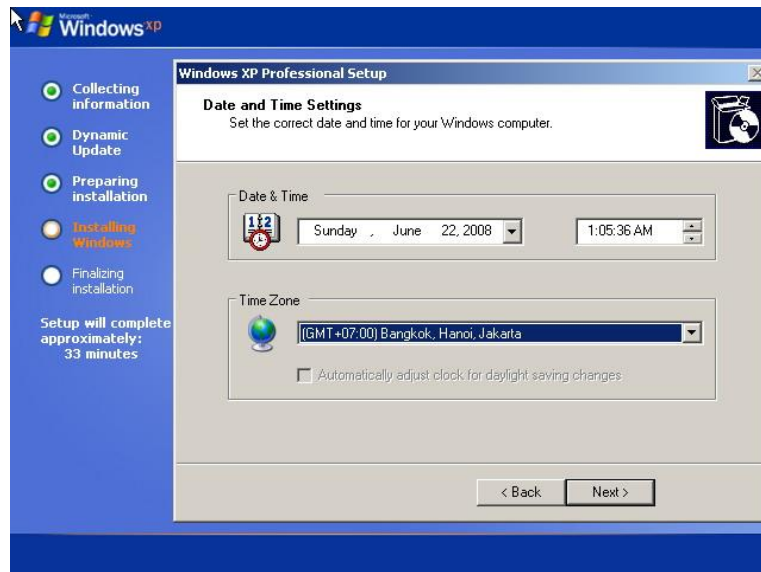 Microsoft
Windows xp
Collecting
information
Dynamic
Update
Preparing
installation
Installing
Windows
Finalizing
installation
Setup will complete
approximately:
33 minutes
Windows XP Professional Setup
Date and Time Settings
Set the correct date and time for your Windows computer.
Date & Time
Sunday , June 22, 2008
1:05:36 AM
Time Zone
(GMT+07:00) Bangkok, Hanoi, Jakarta
Automatically adjust clock for daylight saving changes
< Back
Next >